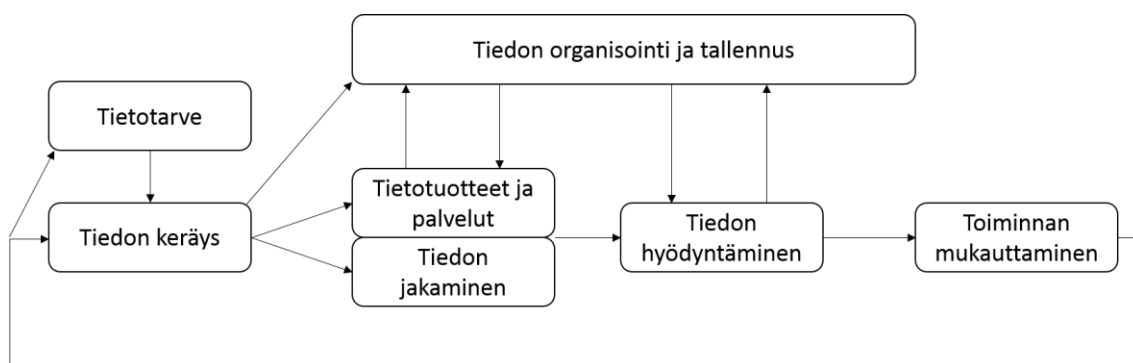 Tiedon organisointi ja tallennus
Tietotarve
Tiedon keräys
Tietotuotteet ja
palvelut
Tiedon
jakaminen
Tiedon
hyödyntäminen
Toiminnan
mukauttaminen